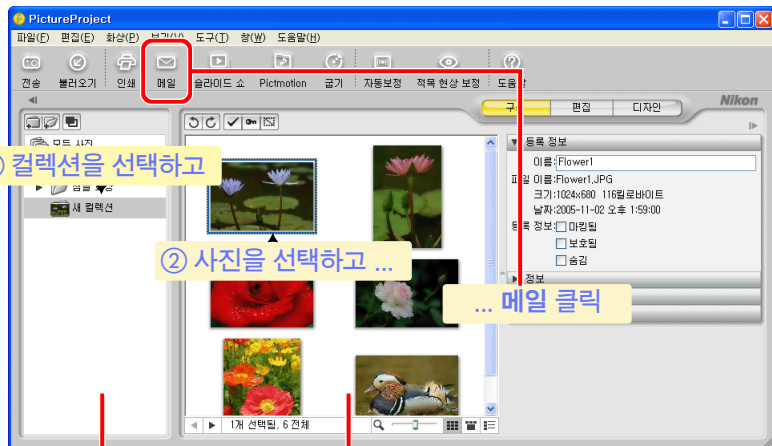 PictureProject
파일(F) 편집(E) 화상(P) 보기(V) 도구(T) 창(W) 도움말(H)
전송 불러오기 인쇄 메일 슬라이드 쇼 Pictmotion 굽기 자동보정 적목 현상 보정
편집 디자인 Nikon
모든 사진
컬렉션을 선택하고
새 컬렉션
② 사진을 선택하고 ...
... 메일 클릭
등록 정보
이름: Flower1
파일 이름:Flower1.JPG
크기:1024x680 116킬로바이트
날짜:2005-11-02 오후 1:59:00
등록 정보: 마킹됨
보호됨
숨김
정보
1개 선택됨, 6 전체